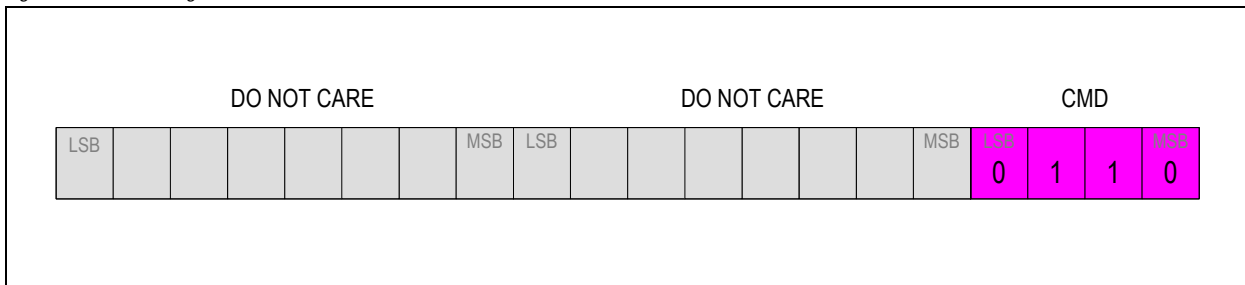 DO NOT CARE DO NOT CARE CMD
LSB MSB LSB MSB LSB MSB
0 1 1 0